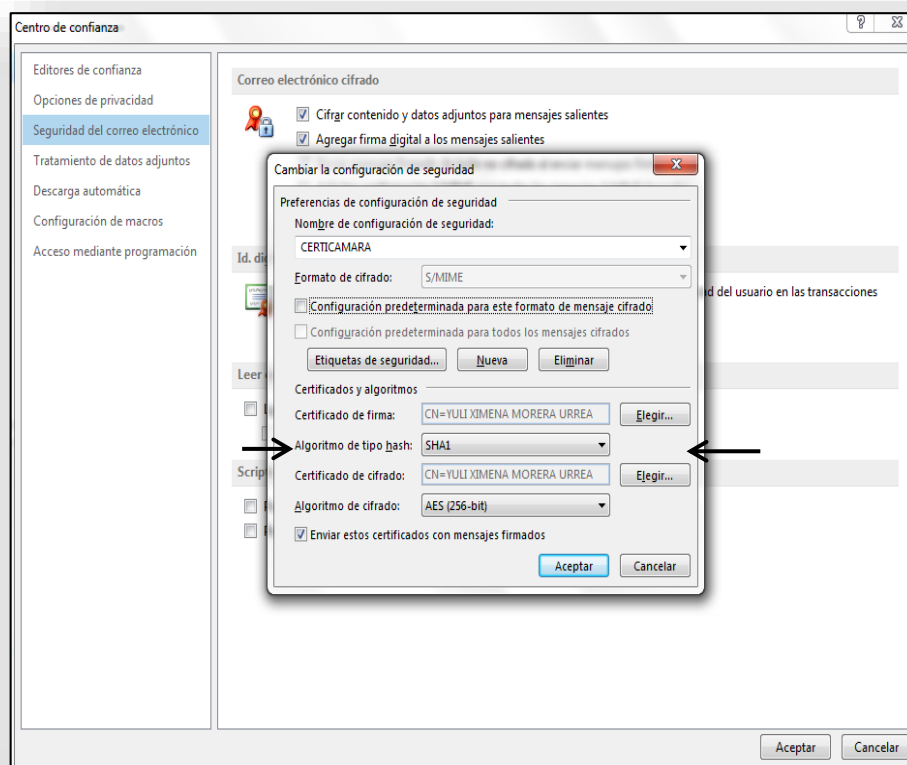 Centro de confianza
Editores de confianza
Opciones de privacidad
Seguridad del correo electrónico
Tratamiento de datos adjuntos
Descarga automática
Configuración de macros
Acceso mediante programación
Correo electrónico cifrado
Cifrar contenido y datos adjuntos para mensajes salientes
Agregar firma digital a los mensajes salientes
Id. di
d del usuario en las transacciones
Leer
Scrip
Cambiar la configuración de seguridad
Preferencias de configuración de seguridad
Nombre de configuración de seguridad:
CERTICAMARA
Formato de cifrado: S/MIME
Configuración predeterminada para este formato de mensaje cifrado
Configuración predeterminada para todos los mensajes cifrados
Etiquetas de seguridad... Nueva Eliminar
Certificados y algoritmos
Certificado de firma: CN=YULI XIMENA MORERA URREA Elegir...
Algoritmo de tipo hash: SHA1
Certificado de cifrado: CN=YULI XIMENA MORERA URREA Elegir...
Algoritmo de cifrado: AES (256-bit)
Enviar estos certificados con mensajes firmados
Aceptar Cancelar
Aceptar Cancelar